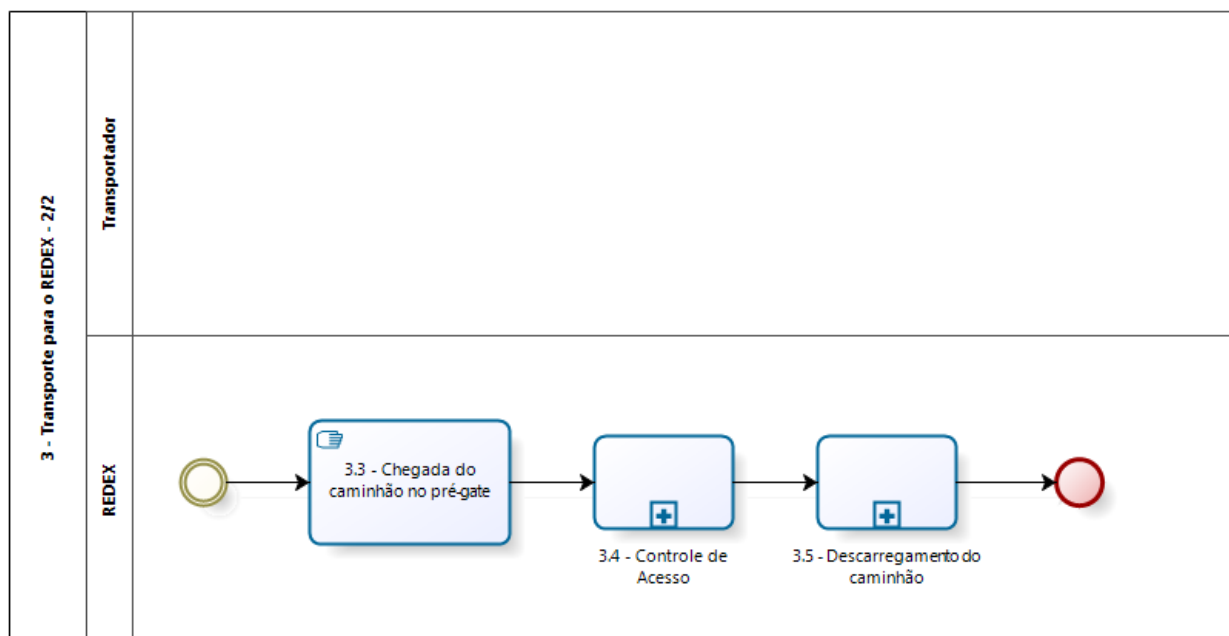 3 - Transporte para o REDEX - 2/2
Transportador
REDEX
3.3 - Chegada do
caminhão no pré-gate
3.4 - Controle de
Acesso
3.5 - Descarregamento do
caminhão